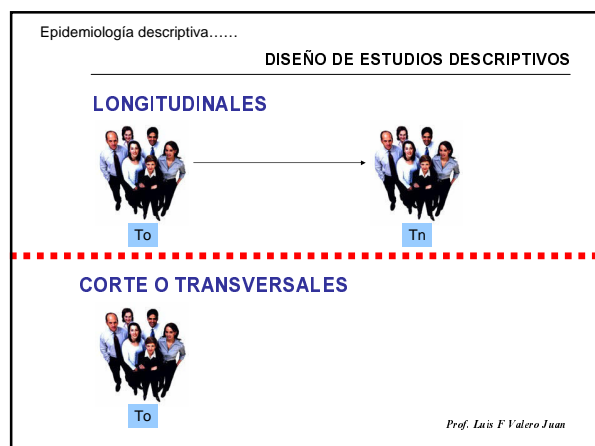 Epidemiología descriptiva……
DISEÑO DE ESTUDIOS DESCRIPTIVOS
LONGITUDINALES
To
Tn
CORTE O TRANSVERSALES
To
Prof. Luis F Valero Juan